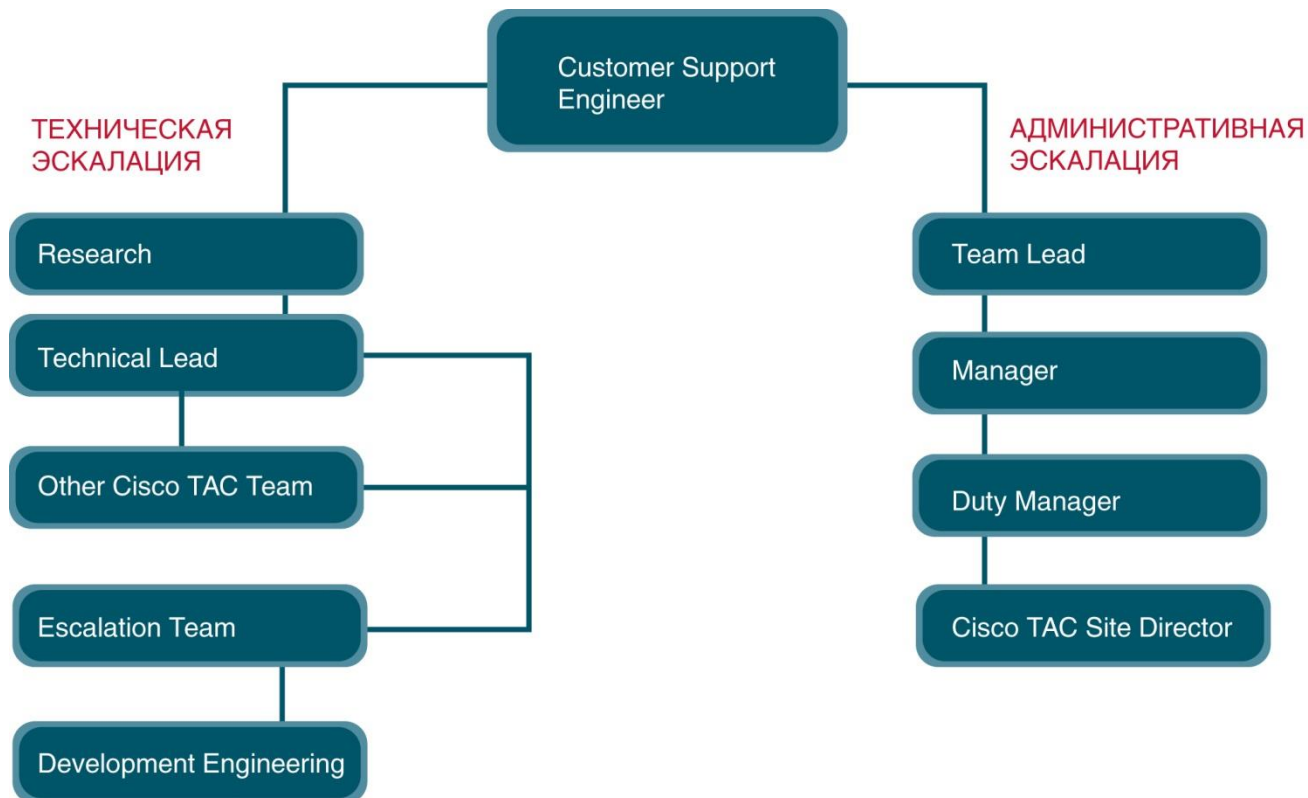 Customer Support
Engineer
ТЕХНИЧЕСКАЯ
ЭСКАЛАЦИЯ
АДМИНИСТРАТИВНАЯ
ЭСКАЛАЦИЯ
Research
Technical Lead
Other Cisco TAC Team
Escalation Team
Development Engineering
Team Lead
Manager
Duty Manager
Cisco TAC Site Director